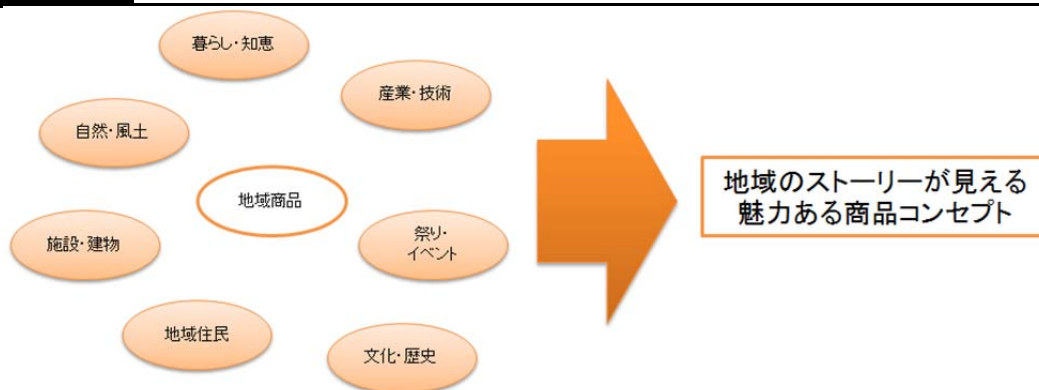 暮らし・知恵
産業・技術
自然・風土
地域商品
施設・建物
祭り・
イベント
地域住民
文化・歴史
地域のストーリーが見える
魅力ある商品コンセプト